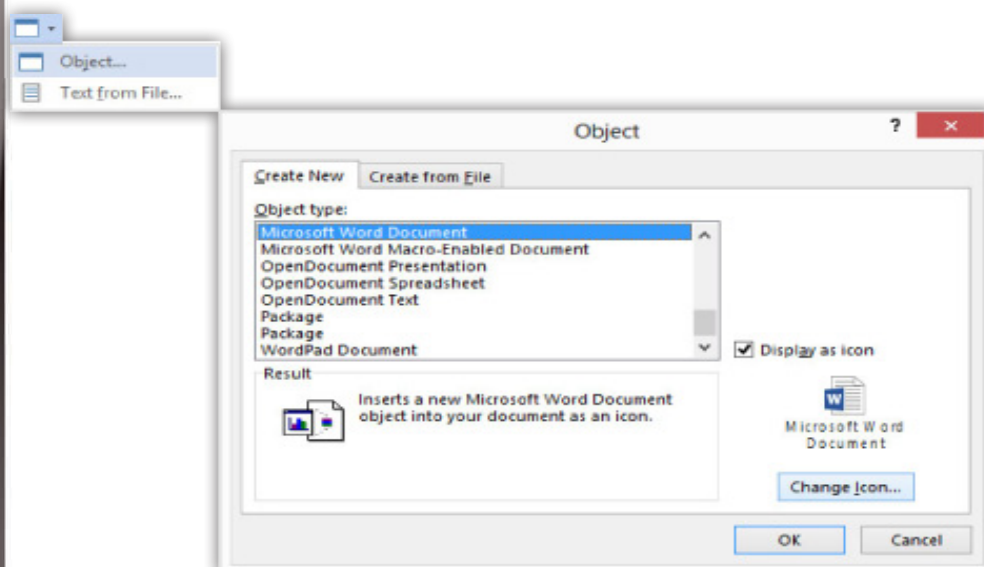 Object...
Text from File...
Object
?
Create New
Create from File
Object type:
Microsoft Word Document
Microsoft Word Macro-Enabled Document
OpenDocument Presentation
OpenDocument Spreadsheet
OpenDocument Text
Package
Package
WordPad Document
Display as icon
Result
Inserts a new Microsoft Word Document
object into your document as an icon.
W
Microsoft Word
Document
Change Icon...
OK
Cancel